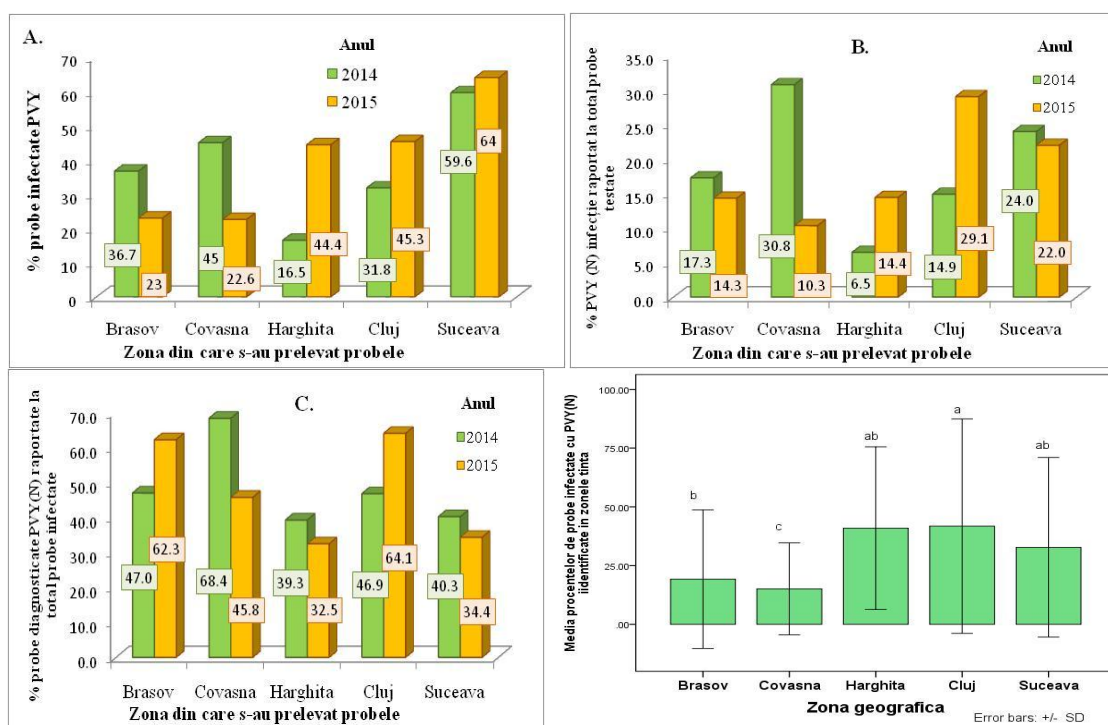 A.
Anul
2014
2015
% probe infectate PVY
70
60
50
40
30
20
10
0
36.7
23
45
22.6
16.5
44.4
31.8
45.3
59.6
64
Brasov Covasna Harghita Cluj Suceava
Zona din care s-au prelevat probele
B.
Anul
2014
2015
% PVY (N) infecție raportat la total probe
testate
35.0
30.0
25.0
20.0
15.0
10.0
5.0
0.0
17.3
14.3
30.8
10.3
6.5
14.4
14.9
29.1
24.0
22.0
Brasov Covasna Harghita Cluj Suceava
Zona din care s-au prelevat probele
C.
Anul
2014
2015
% probe diagnosticate PVY(N) raportate la
total probe infectate
70.0
60.0
50.0
40.0
30.0
20.0
10.0
0.0
47.0
62.3
68.4
45.8
39.3
32.5
46.9
64.1
40.3
34.4
Brasov Covasna Harghita Cluj Suceava
Zona din care s-au prelevat probele
Media procentelor de probe infectate cu PVY(N)
iidentificate in zonele tinta
100.00
75.00
50.00
25.00
.00
b
c
ab
a
ab
Brasov Covasna Harghita Cluj Suceava
Zona geografica
Error bars: +/- SD